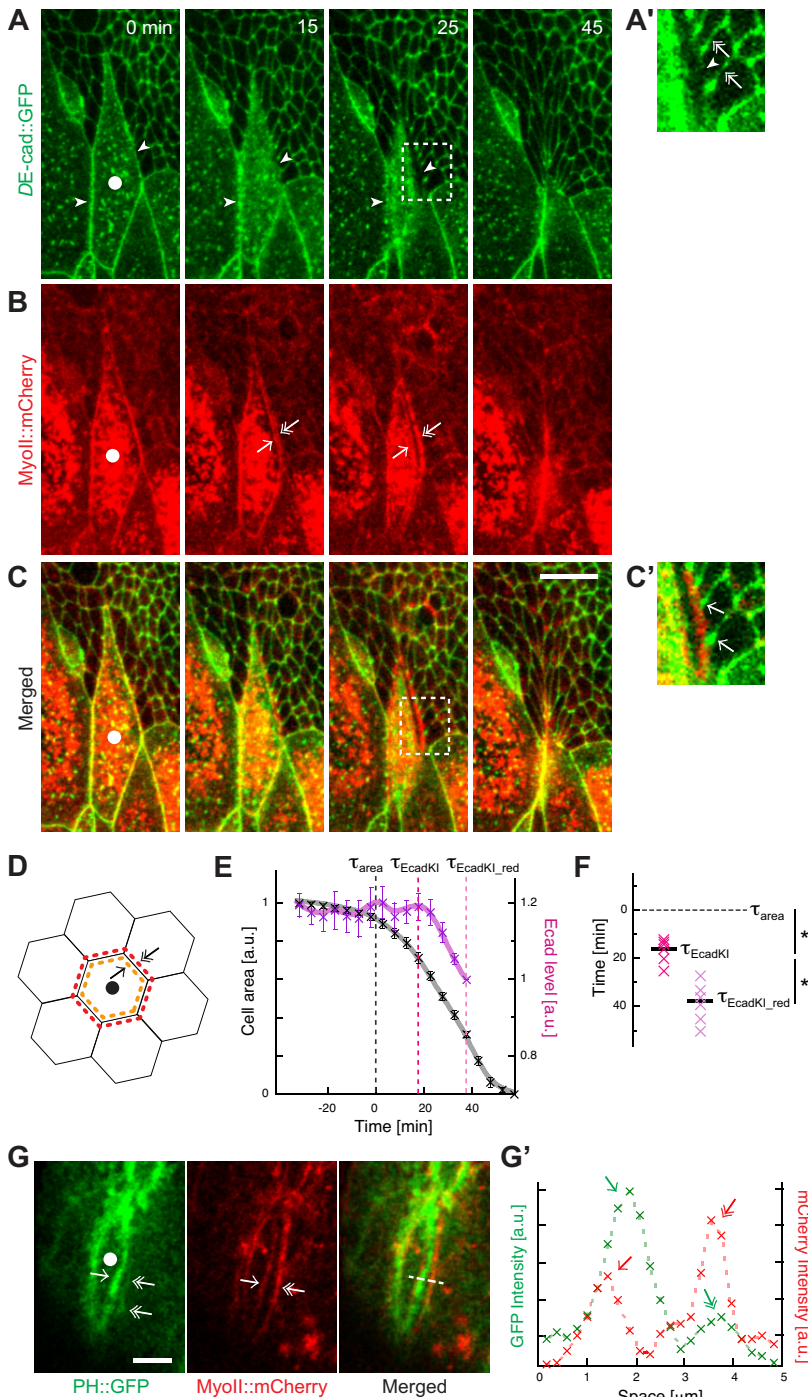 A
0 min
15
25
45
A'
DE-cad::GFP
B
MyoII::mCherry
C
C'
Merged
D
E
τarea
τEcadKI
τEcadKI_red
1
0
Cell area [a.u.]
1.2
1
0.8
Ecad level [a.u.]
-20
0
20
40
Time [min]
F
0
20
40
Time [min]
τarea
τEcadKI
τEcadKI_red
*
*
G
PH::GFP
MyoII::mCherry
Merged
G'
GFP Intensity [a.u.]
mCherry Intensity [a.u.]
0
1
2
3
4
5
Space [μm]